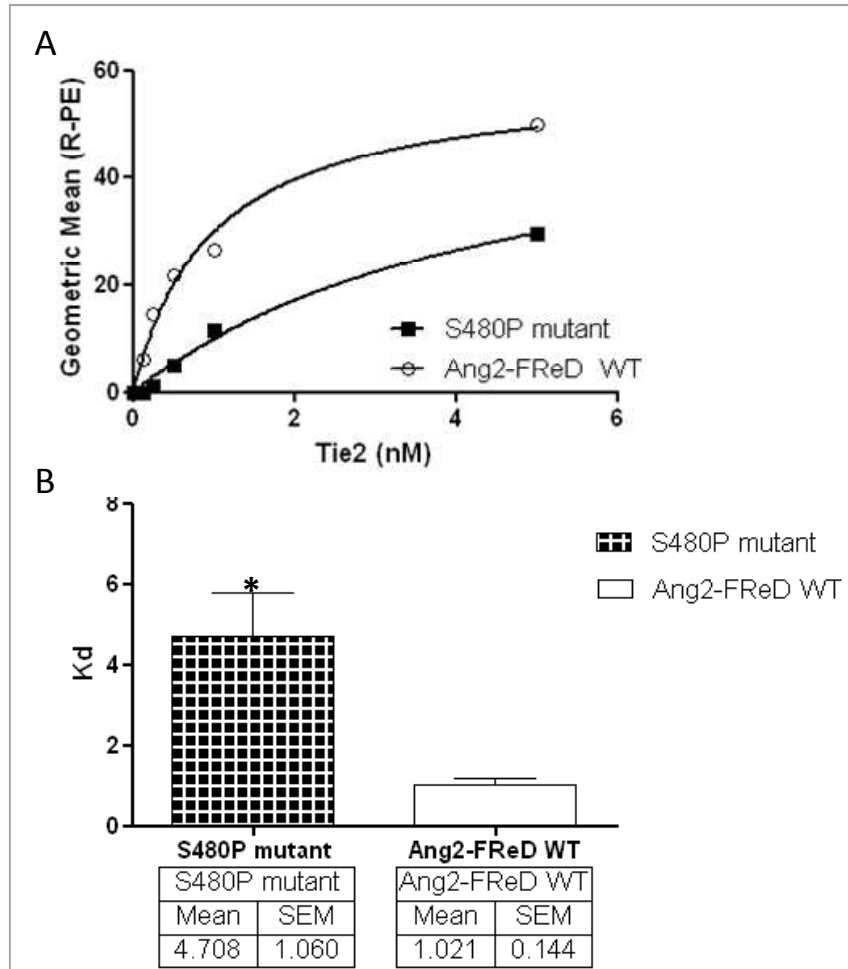 A
60
40
20
0
Geometric Mean (R-PE)
S480P mutant
Ang2-FReD WT
0 2 4 6
Tie2 (nM)
B
8
6
4
2
0
Kd
*
S480P mutant
Ang2-FReD WT
S480P mutant Ang2-FReD WT
S480P mutant Ang2-FReD WT
Mean SEM Mean SEM
4.708 1.060 1.021 0.144